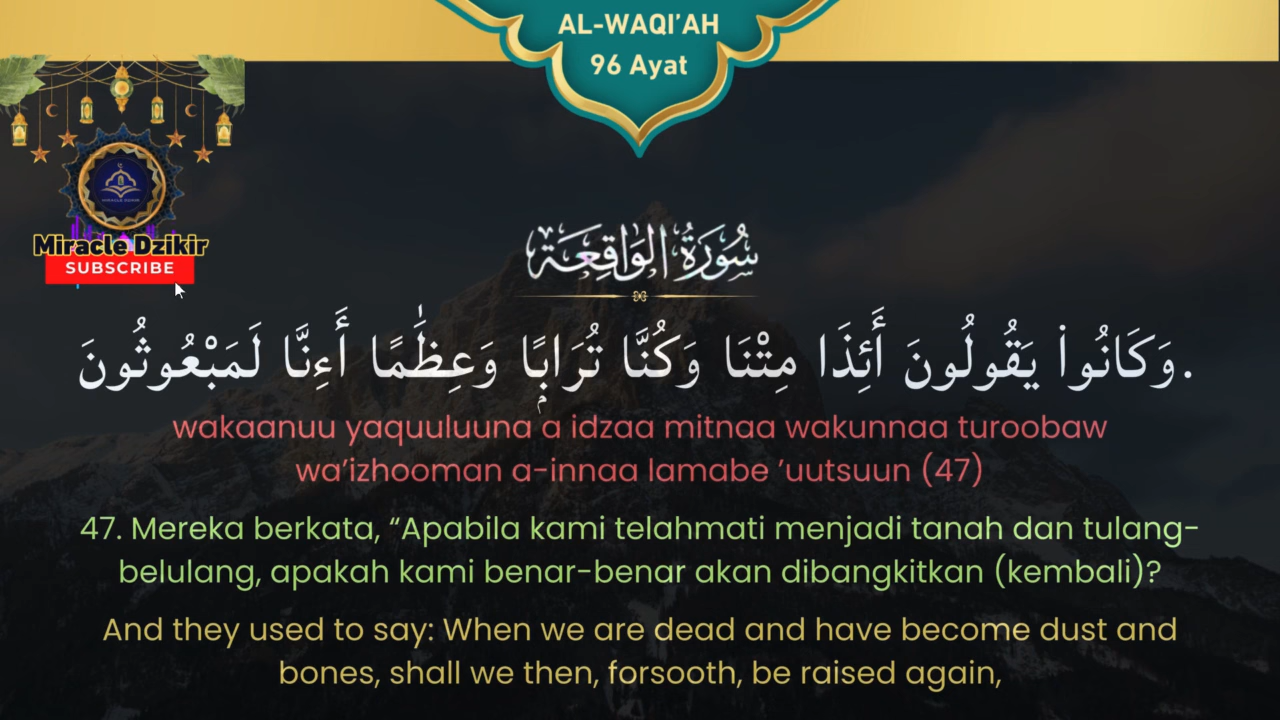 AL-WAQI'AH
96 Ayat
Miracle Dzikir
SUBSCRIBE
سُورَةُ الوَاقِعَة
وَكَانُوا۟ يَقُولُونَ أَئِذَا مِتْنَا وَكُنَّا تُرَابًۭا وَعِظَٰمًا أَءِنَّا لَمَبْعُوثُونَ.
wakaanuu yaquuluuna a idzaa mitnaa wakunnaa turoobaw
wa'izhooman a-innaa lamabe 'uutsuun (47)
47. Mereka berkata, “Apabila kami telahmati menjadi tanah dan tulang-
belulang, apakah kami benar-benar akan dibangkitkan (kembali)?
And they used to say: When we are dead and have become dust and
bones, shall we then, forsooth, be raised again,